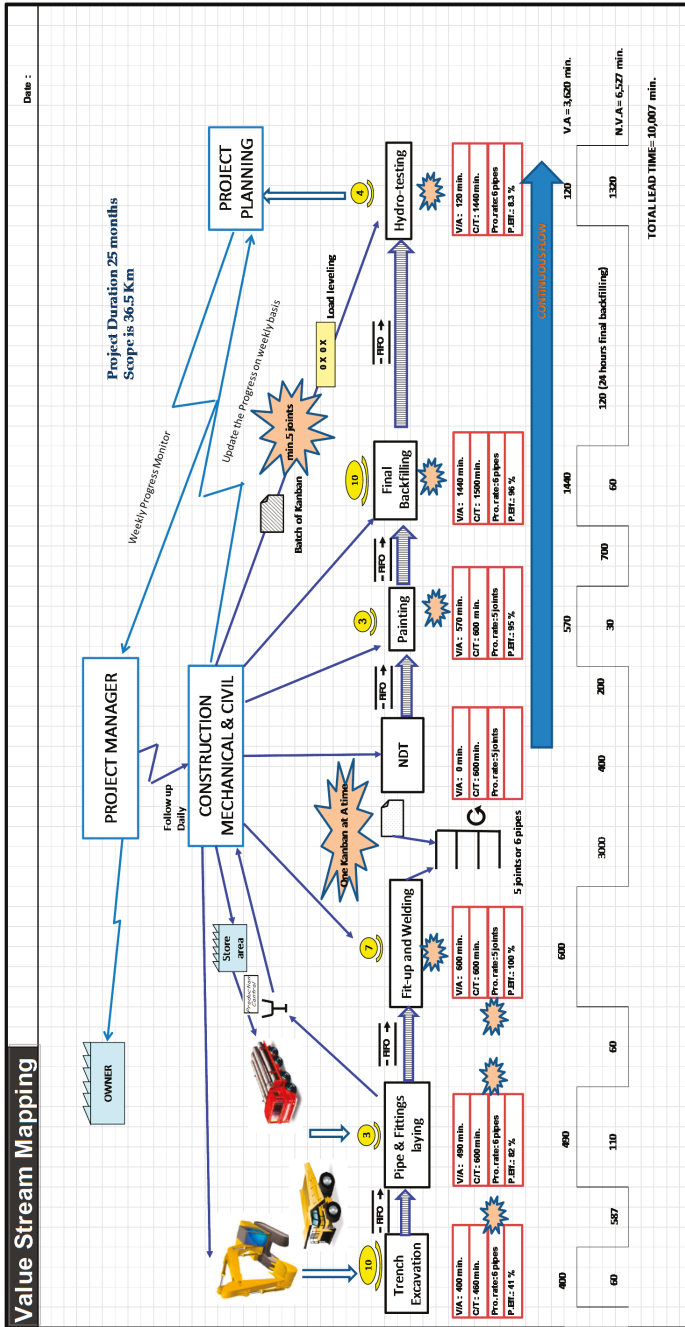 Value Stream Mapping
Date :
OWNER
PROJECT MANAGER
Project Duration 25 months
Scope is 36.5 Km
Weekly Progress Monitor
PROJECT
PLANNING
Follow up
Daily
Update the Progress on weekly basis
CONSTRUCTION
MECHANICAL & CIVIL
Store
area
Production
Control
One Kanban at A time
Batch of Kanban
min.5 joints
Load leveling
0 X 0 X
10
3
7
3
10
4
Trench
Excavation
FIFO
Pipe & Fittings
laying
FIFO
Fit-up and Welding
5 joints or 6 pipes
NDT
FIFO
Painting
FIFO
Final
Backfilling
FIFO
Hydro-testing
V/A : 400 min.
C/T : 460 min.
Pro.rate:6 pipes
P.Eff.: 41 %
V/A : 490 min.
C/T : 600 min.
Pro.rate:6 pipes
P.Eff.: 82 %
V/A : 600 min.
C/T : 600 min.
Pro.rate:5 joints
P.Eff.: 100 %
V/A : 0 min.
C/T :600 min.
Pro.rate:5 joints
V/A : 570 min.
C/T : 600 min.
Pro.rate:5 joints
P.Eff.: 95 %
V/A : 1440 min.
C/T : 1500 min.
Pro.rate:6 pipes
P.Eff.: 96 %
V/A : 120 min.
C/T : 1440 min.
Pro.rate:6 pipes
P.Eff.: 8.3 %
CONTINUOUS FLOW
400
490
600
570
1440
120
V.A = 3,620 min.
60
587
110
60
3000
400
200
30
700
60
120 (24 hours final backfilling)
1320
N.V.A = 6,527 min.
TOTAL LEAD TIME= 10,007 min.